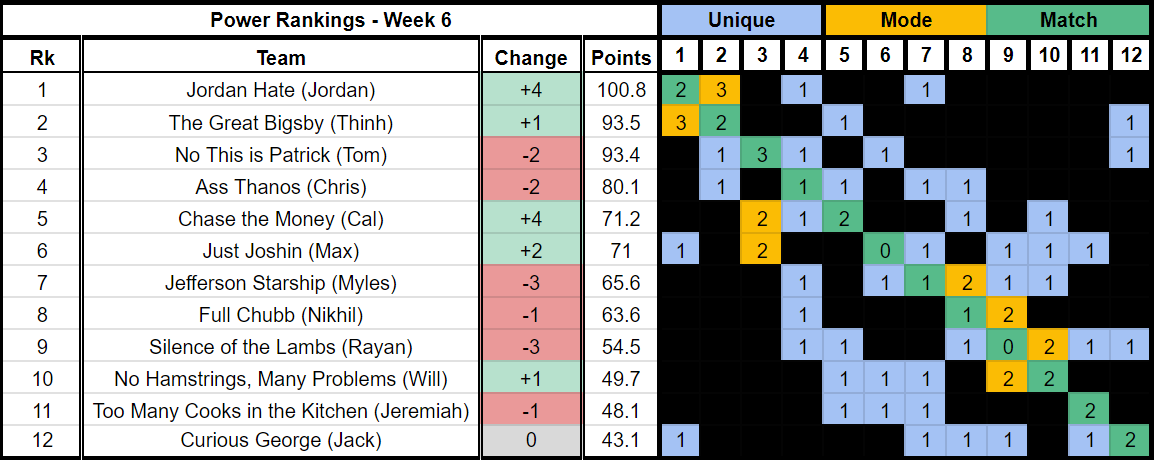 Power Rankings - Week 6 Unique Mode Match
Rk Team Change Points 1 2 3 4 5 6 7 8 9 10 11 12
1 Jordan Hate (Jordan) +4 100.8 2 3 1 1
2 The Great Bigsby (Thinh) +1 93.5 3 2 1 1
3 No This is Patrick (Tom) -2 93.4 1 3 1 1 1
4 Ass Thanos (Chris) -2 80.1 1 1 1 1 1
5 Chase the Money (Cal) +4 71.2 2 1 2 1 1
6 Just Joshin (Max) +2 71 1 2 0 1 1 1 1
7 Jefferson Starship (Myles) -3 65.6 1 1 1 2 1 1
8 Full Chubb (Nikhil) -1 63.6 1 1 2
9 Silence of the Lambs (Rayan) -3 54.5 1 1 1 0 2 1 1
10 No Hamstrings, Many Problems (Will) +1 49.7 1 1 1 2 2
11 Too Many Cooks in the Kitchen (Jeremiah) -1 48.1 1 1 1 2
12 Curious George (Jack) 0 43.1 1 1 1 1 1 2